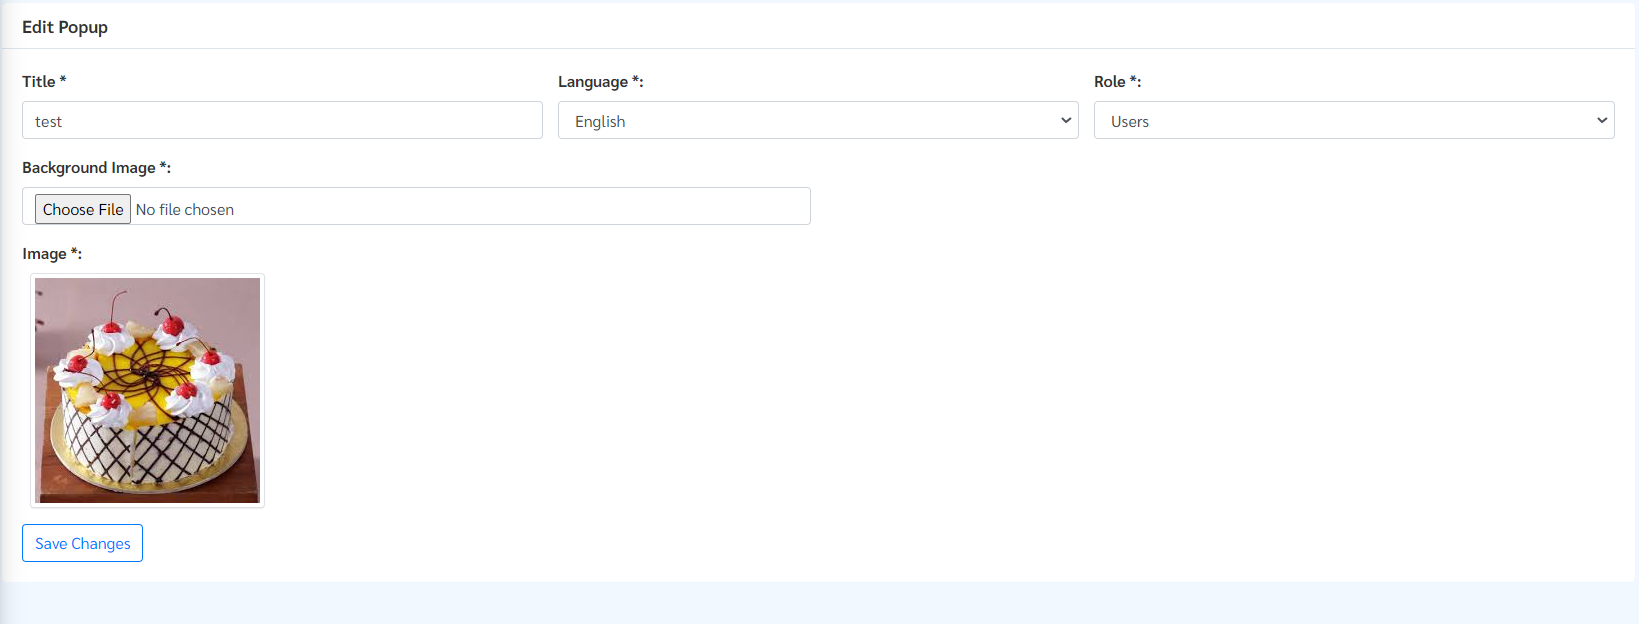 Edit Popup
Title * Language *: Role *:
test English Users
Background Image *:
Choose File No file chosen
Image *:
Save Changes